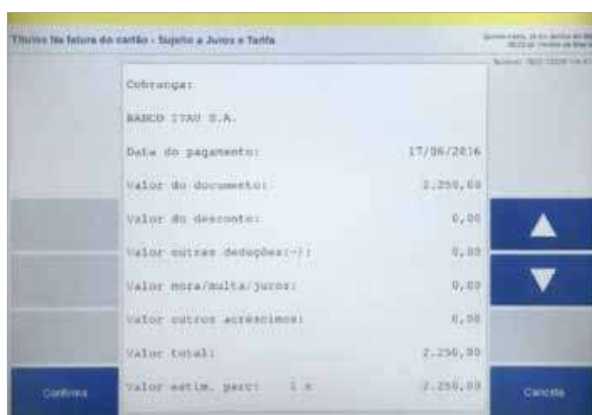 Títulos Na fatura do cartão - Sujeito a Juros e Tarifa
Cobrança:
BANCO ITAU S.A.
Data do pagamento: 17/06/2016
Valor do documento: 2.250,00
Valor do desconto: 0,00
Valor outras deduções(-): 0,00
Valor mora/multa/juros: 0,00
Valor outros acréscimos: 0,00
Valor total: 2.250,00
Valor estim. parc: 1 x 2.250,00
Confirma
Cancela